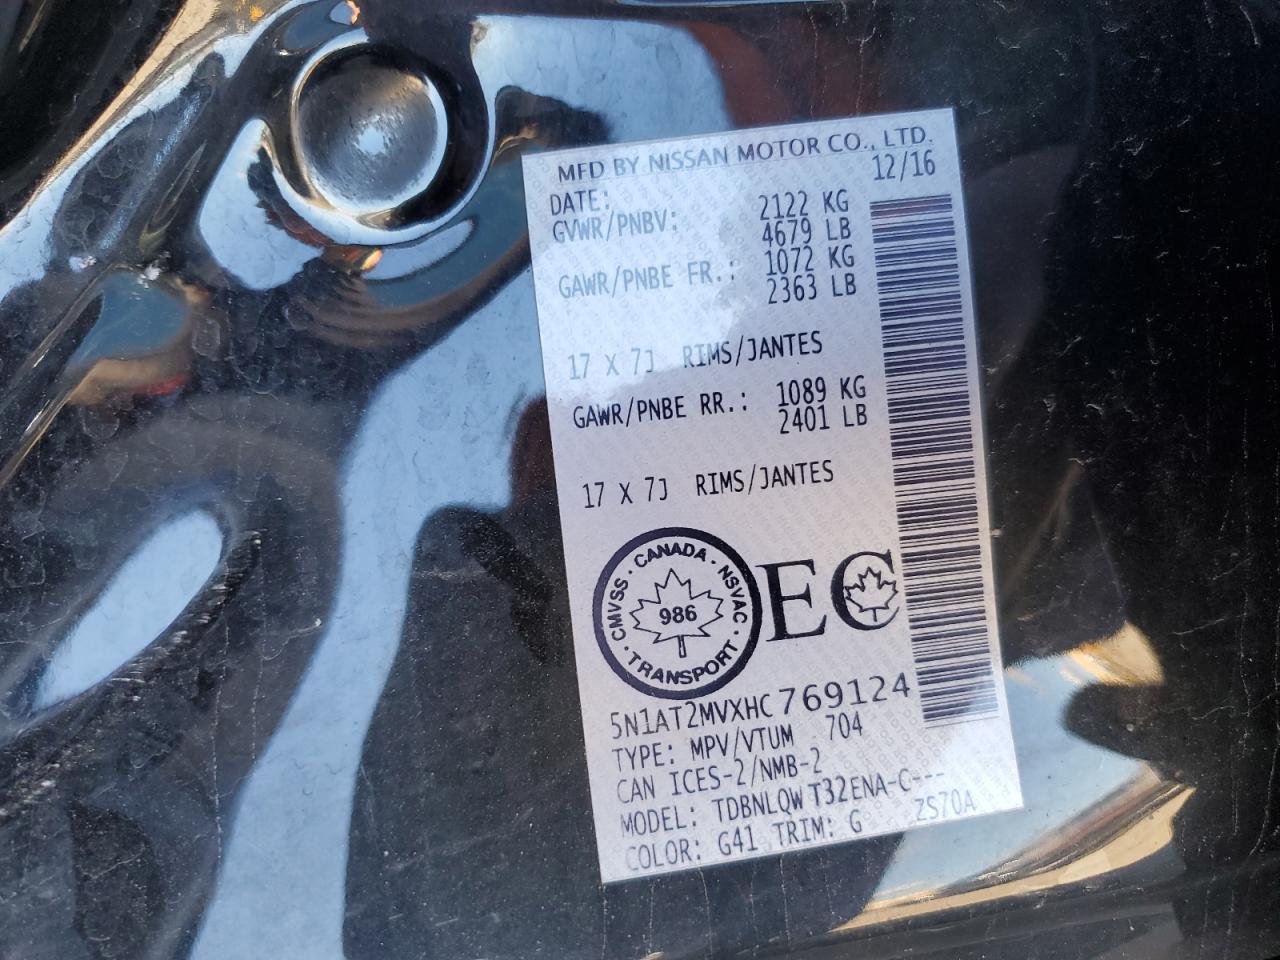 MFD BY NISSAN MOTOR CO., LTD.
DATE: 12/16
GVWR/PNBV: 2122 KG
4679 LB
GAWR/PNBE FR.: 1072 KG
2363 LB
17 X 7J RIMS/JANTES
GAWR/PNBE RR.: 1089 KG
2401 LB
17 X 7J RIMS/JANTES
CMVSS · CANADA · NSVAC · TRANSPORT ·
986
EC
5N1AT2MVXHC769124
TYPE: MPV/VTUM 704
CAN ICES-2/NMB-2
MODEL: TDBNLQW T32ENA-C---
COLOR: G41 TRIM: G ZS70A